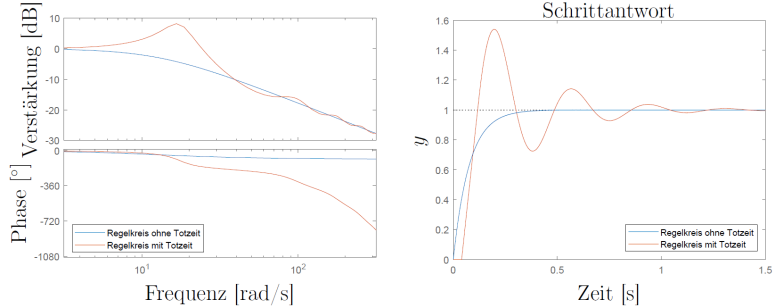 Schrittantwort
Verstärkung [dB]
10
0
-10
-20
-30
Phase [°]
0
-360
-720
-1080
Regelkreis ohne Totzeit
Regelkreis mit Totzeit
10¹
10²
Frequenz [rad/s]
y
1.6
1.4
1.2
1
0.8
0.6
0.4
0.2
0
Regelkreis ohne Totzeit
Regelkreis mit Totzeit
0
0.5
1
1.5
Zeit [s]